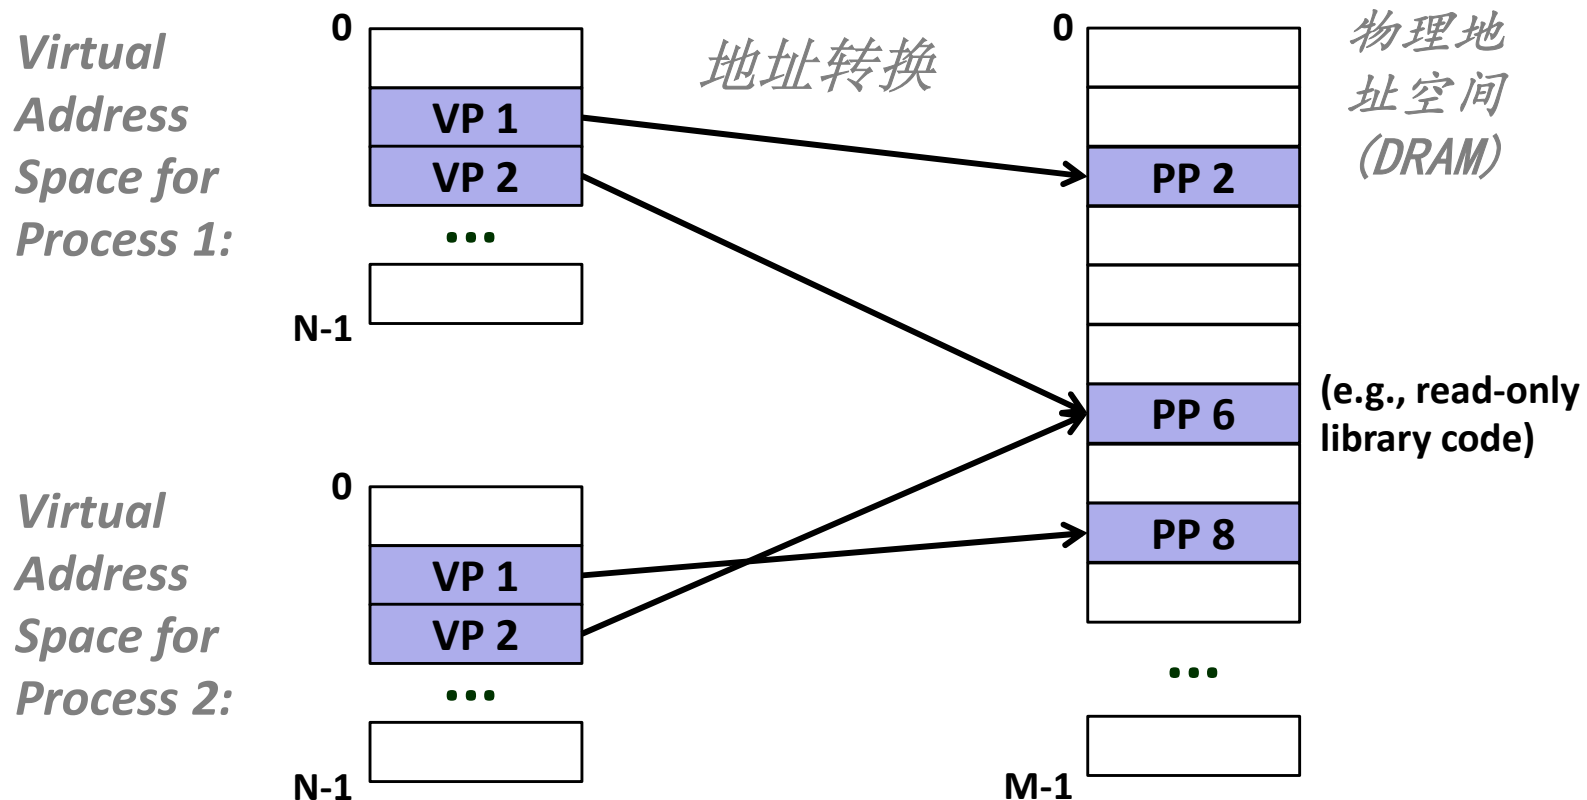 Virtual
Address
Space for
Process 1:
0
VP 1
VP 2
...
N-1
地址转换
Virtual
Address
Space for
Process 2:
0
VP 1
VP 2
...
N-1
0
PP 2
PP 6
PP 8
...
M-1
物理地
址空间
(DRAM)
(e.g., read-only
library code)